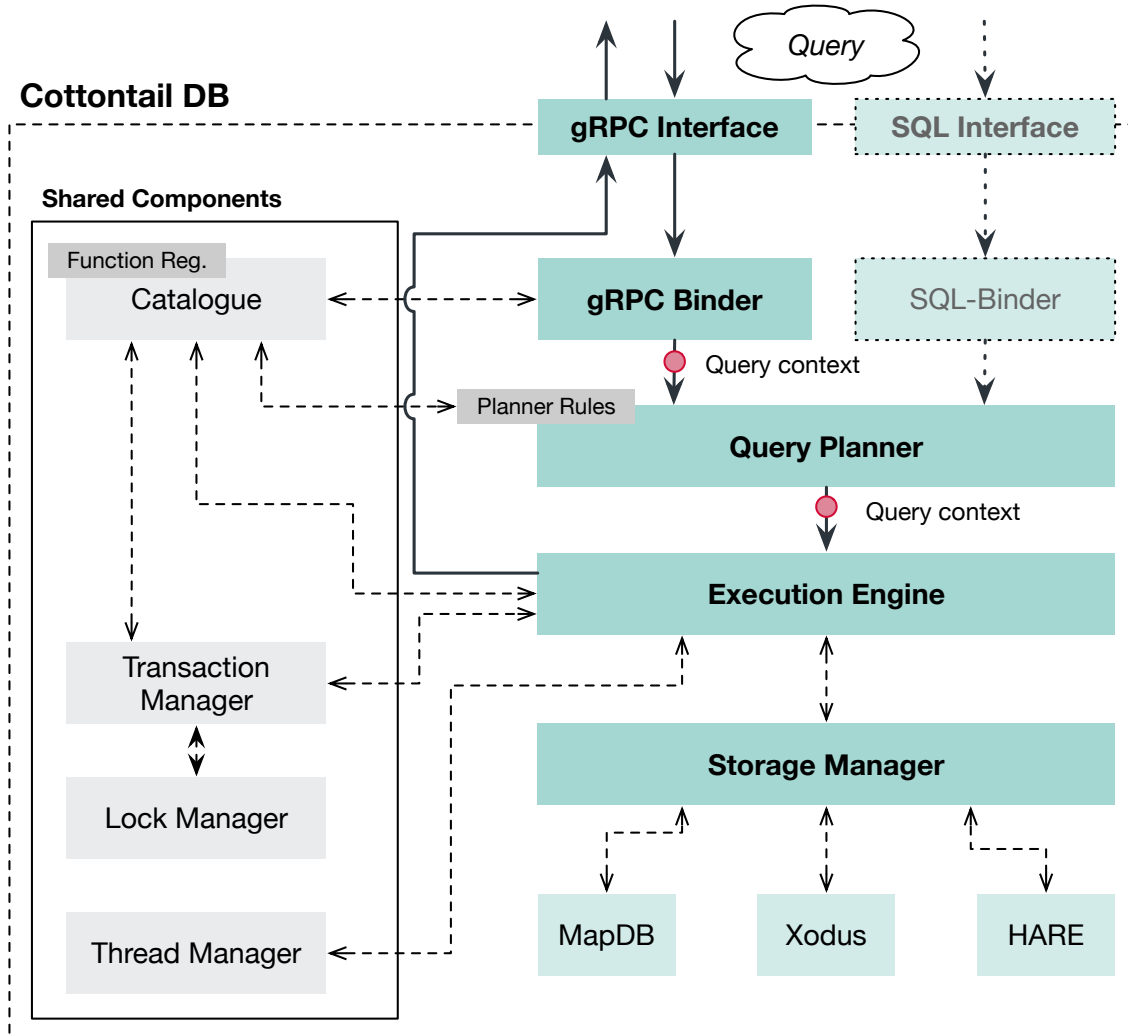 Query
Cottontail DB
gRPC Interface
SQL Interface
Shared Components
Function Reg.
Catalogue
gRPC Binder
SQL-Binder
Query context
Planner Rules
Query Planner
Query context
Execution Engine
Transaction
Manager
Storage Manager
Lock Manager
Thread Manager
MapDB
Xodus
HARE